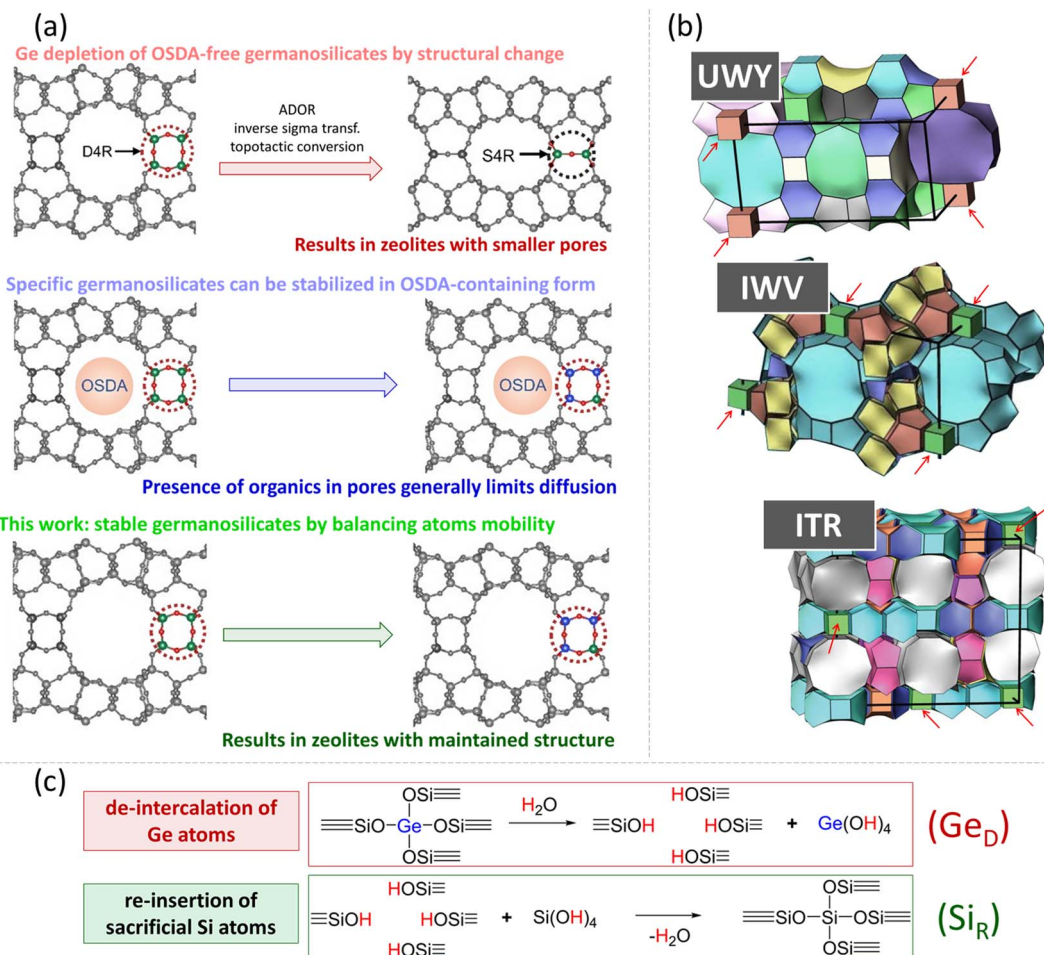 (a)
Ge depletion of OSDA-free germanosilicates by structural change
D4R
ADOR
inverse sigma transf.
topotactic conversion
S4R
Results in zeolites with smaller pores
Specific germanosilicates can be stabilized in OSDA-containing form
OSDA
OSDA
Presence of organics in pores generally limits diffusion
This work: stable germanosilicates by balancing atoms mobility
Results in zeolites with maintained structure
(b)
UWY
IWV
ITR
(c)
de-intercalation of
Ge atoms
OSi≡
≡SiO-Ge-OSi≡
OSi≡
H₂O
HOSi≡
≡SiOH HOSi≡ + Ge(OH)₄
HOSi≡
(Ge_D)
re-insertion of
sacrificial Si atoms
HOSi≡
≡SiOH HOSi≡ + Si(OH)₄
HOSi≡
-H₂O
OSi≡
≡SiO-Si-OSi≡
OSi≡
(Si_R)